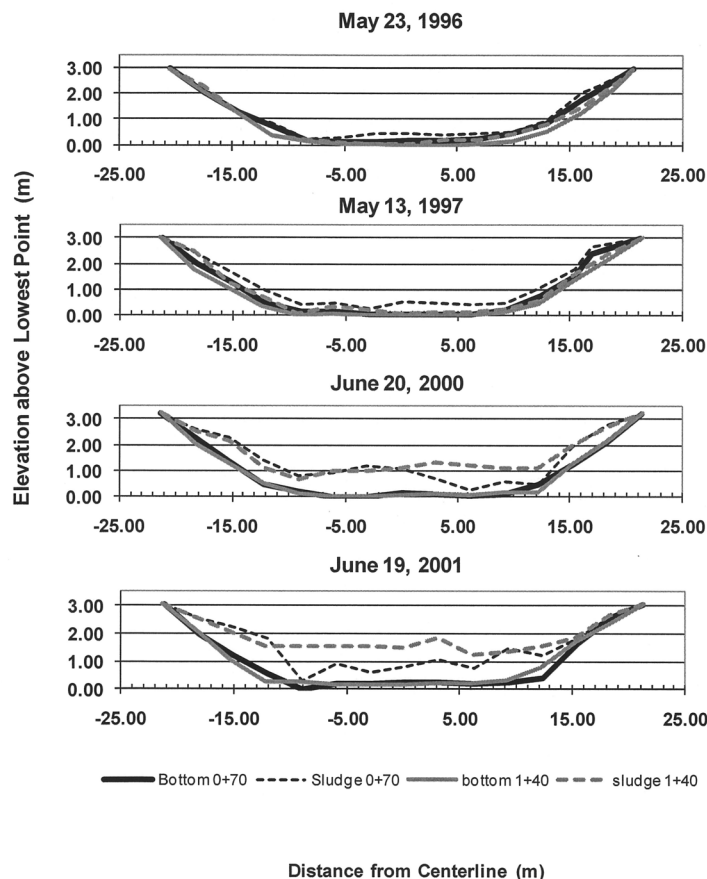 May 23, 1996
3.00
2.00
1.00
0.00
-25.00 -15.00 -5.00 5.00 15.00 25.00
May 13, 1997
3.00
2.00
1.00
0.00
-25.00 -15.00 -5.00 5.00 15.00 25.00
June 20, 2000
3.00
2.00
1.00
0.00
-25.00 -15.00 -5.00 5.00 15.00 25.00
June 19, 2001
3.00
2.00
1.00
0.00
-25.00 -15.00 -5.00 5.00 15.00 25.00
Elevation above Lowest Point (m)
Bottom 0+70 Sludge 0+70 bottom 1+40 sludge 1+40
Distance from Centerline (m)